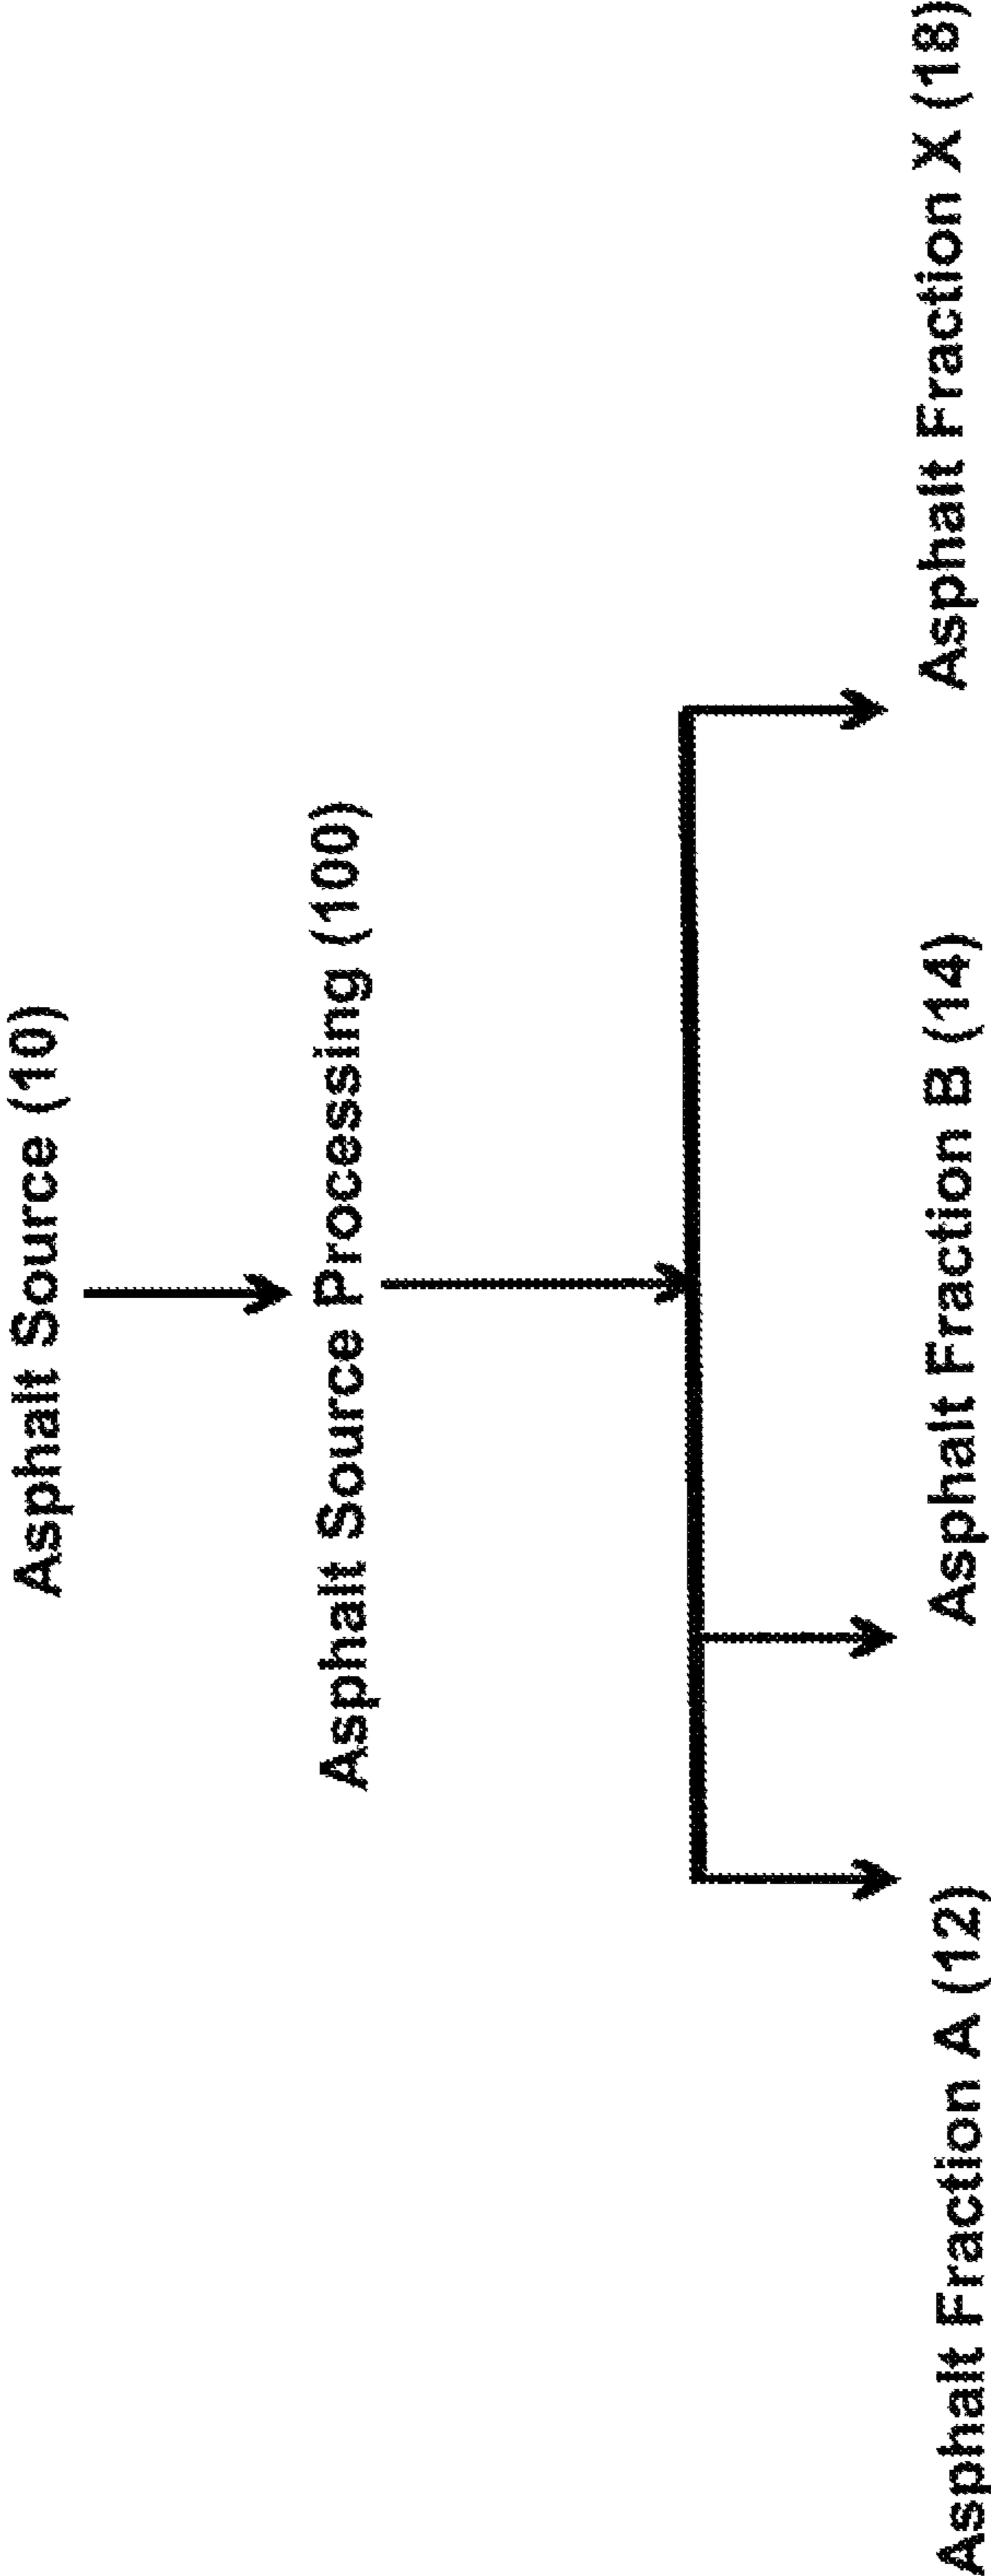 Asphalt Source (10)
Asphalt Source Processing (100)
Asphalt Fraction A (12)
Asphalt Fraction B (14)
Asphalt Fraction X (18)